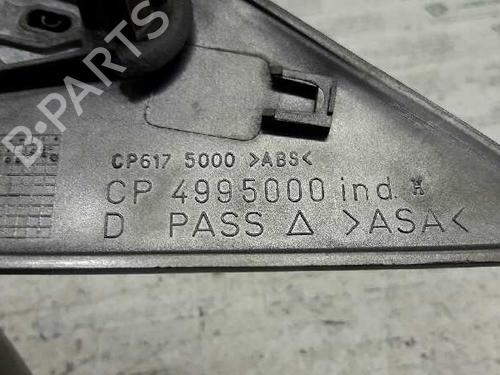 B-PARTS
C
CP617 5000 >ABS<
CP 4995000 ind. A
D PASS △ >ASA<